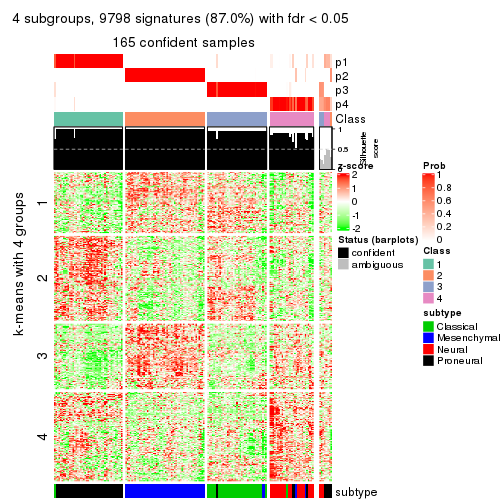 4 subgroups, 9798 signatures (87.0%) with fdr < 0.05
165 confident samples
p1
p2
p3
p4
Class
1
0.5
0
Silhouette
score
k-means with 4 groups
1
2
3
4
subtype
z-score
2
1
0
-1
-2
Status (barplots)
confident
ambiguous
Prob
1
0.8
0.6
0.4
0.2
0
Class
1
2
3
4
subtype
Classical
Mesenchymal
Neural
Proneural